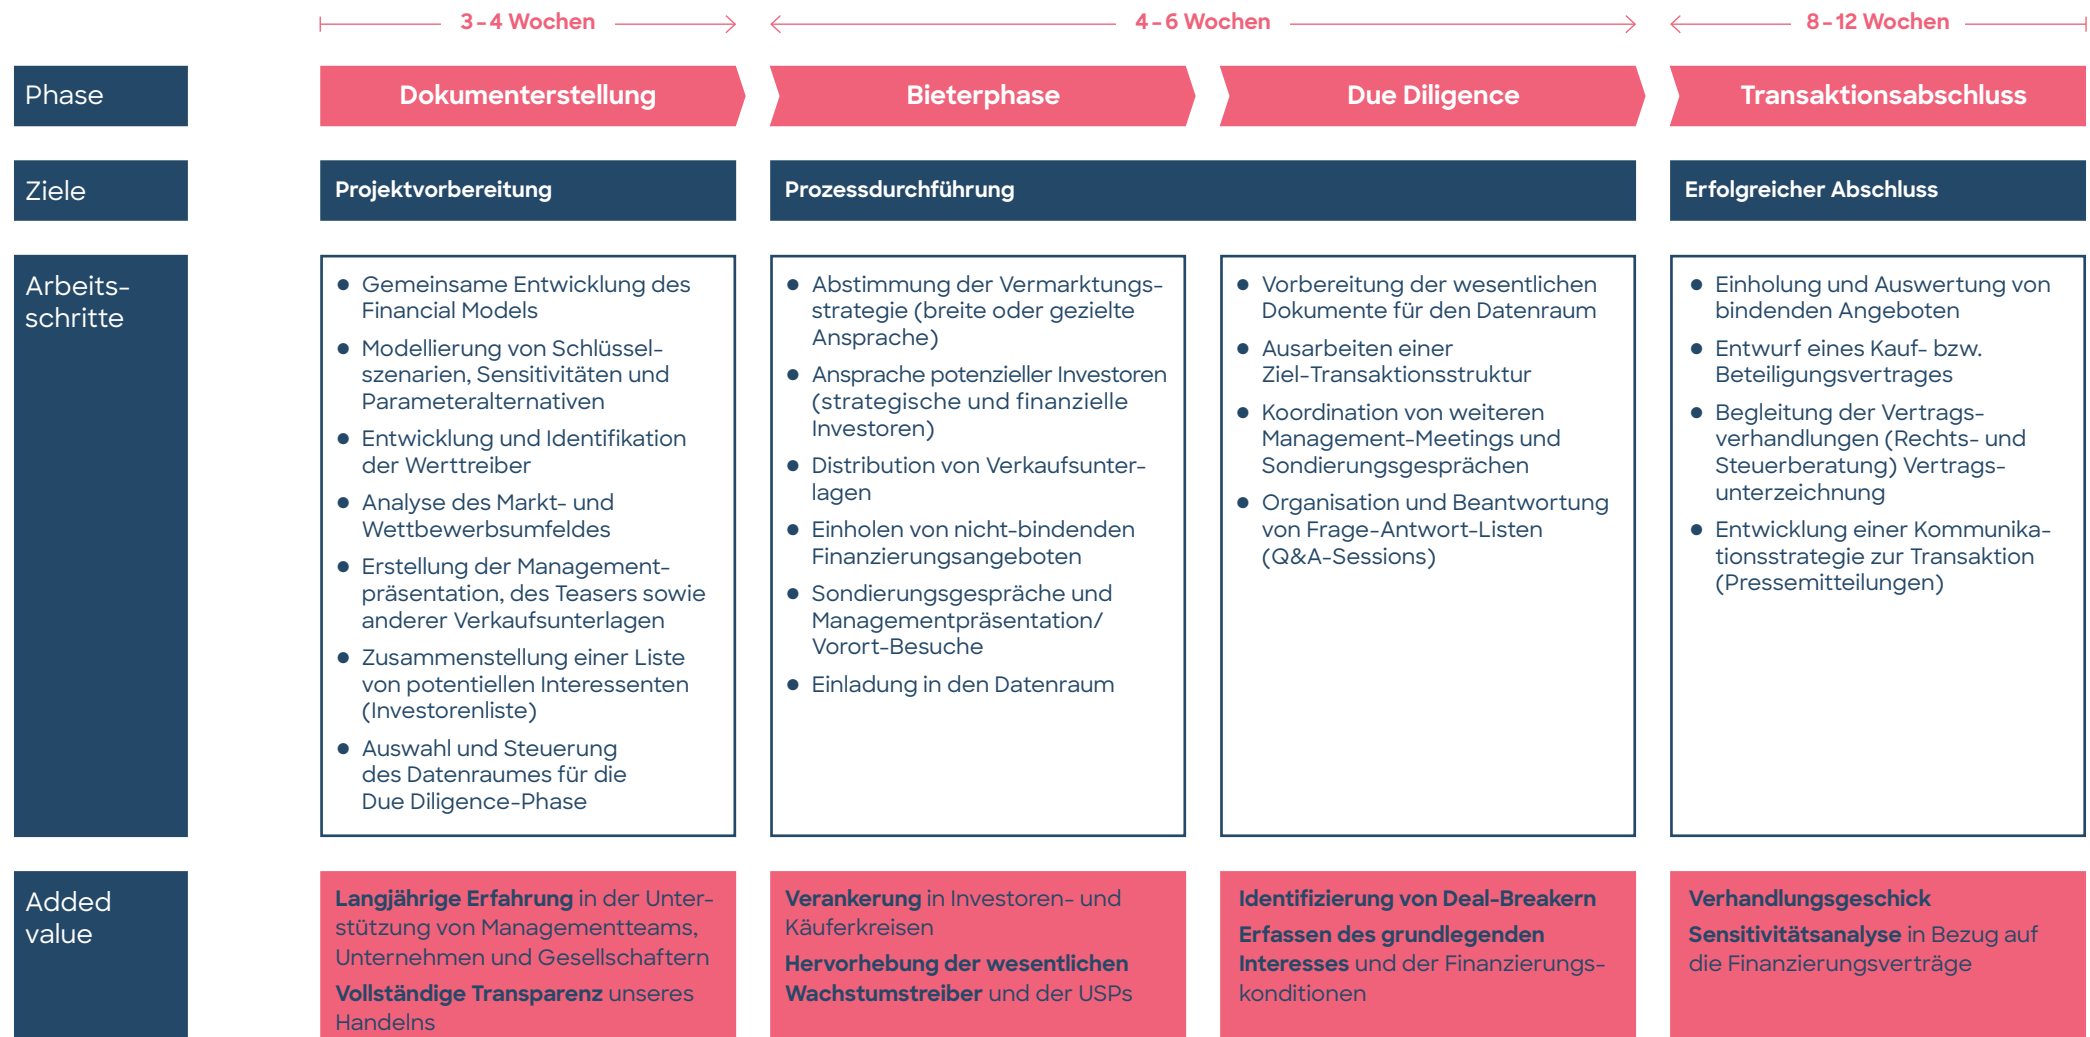 3 – 4 Wochen
4 – 6 Wochen
8 – 12 Wochen
Phase
Dokumenterstellung
Bieterphase
Due Diligence
Transaktionsabschluss
Ziele
Projektvorbereitung
Prozessdurchführung
Erfolgreicher Abschluss
Arbeits-
schritte
• Gemeinsame Entwicklung des
Financial Models
• Modellierung von Schlüssel-
szenarien, Sensitivitäten und
Parameteralternativen
• Entwicklung und Identifikation
der Werttreiber
• Analyse des Markt- und
Wettbewerbsumfeldes
• Erstellung der Management-
präsentation, des Teasers sowie
anderer Verkaufsunterlagen
• Zusammenstellung einer Liste
von potentiellen Interessenten
(Investorenliste)
• Auswahl und Steuerung
des Datenraumes für die
Due Diligence-Phase
• Abstimmung der Vermarktungs-
strategie (breite oder gezielte
Ansprache)
• Ansprache potenzieller Investoren
(strategische und finanzielle
Investoren)
• Distribution von Verkaufsunter-
lagen
• Einholen von nicht-bindenden
Finanzierungsangeboten
• Sondierungsgespräche und
Managementpräsentation/
Vorort-Besuche
• Einladung in den Datenraum
• Vorbereitung der wesentlichen
Dokumente für den Datenraum
• Ausarbeiten einer
Ziel-Transaktionsstruktur
• Koordination von weiteren
Management-Meetings und
Sondierungsgesprächen
• Organisation und Beantwortung
von Frage-Antwort-Listen
(Q&A-Sessions)
• Einholung und Auswertung von
bindenden Angeboten
• Entwurf eines Kauf- bzw.
Beteiligungsvertrages
• Begleitung der Vertrags-
verhandlungen (Rechts- und
Steuerberatung) Vertrags-
unterzeichnung
• Entwicklung einer Kommunika-
tionsstrategie zur Transaktion
(Pressemitteilungen)
Added
value
Langjährige Erfahrung in der Unter-
stützung von Managementteams,
Unternehmen und Gesellschaftern
Vollständige Transparenz unseres
Handelns
Verankerung in Investoren- und
Käuferkreisen
Hervorhebung der wesentlichen
Wachstumstreiber und der USPs
Identifizierung von Deal-Breakern
Erfassen des grundlegenden
Interesses und der Finanzierungs-
konditionen
Verhandlungsgeschick
Sensitivitätsanalyse in Bezug auf
die Finanzierungsverträge